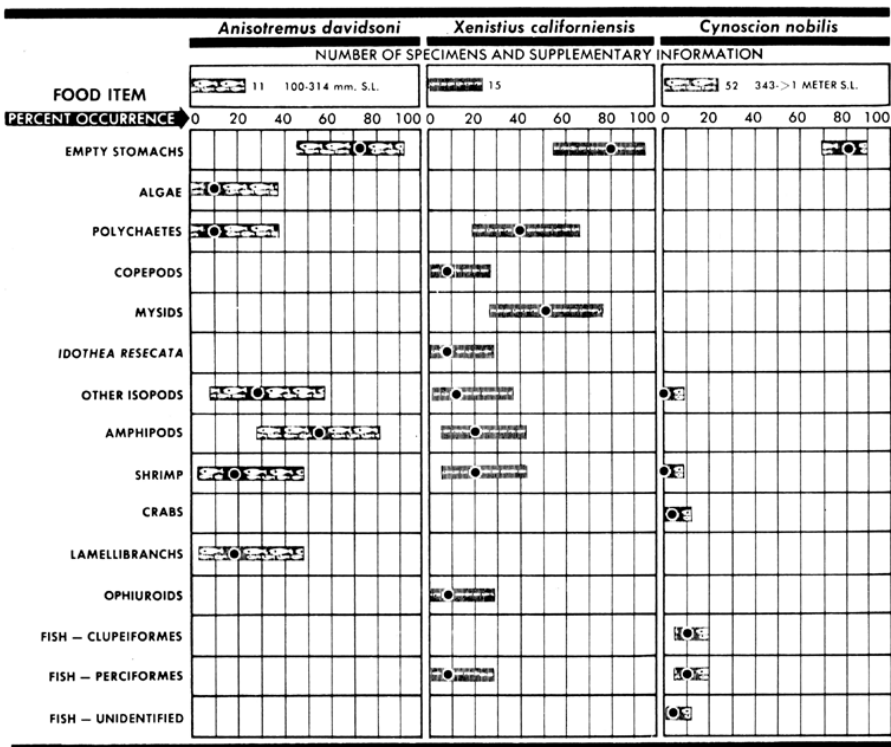 Anisotremus davidsoni Xenistius californiensis Cynoscion nobilis
NUMBER OF SPECIMENS AND SUPPLEMENTARY INFORMATION
11 100-314 mm. S.L. 15 52 343->1 METER S.L.
FOOD ITEM
PERCENT OCCURRENCE 0 20 40 60 80 100 0 20 40 60 80 100 0 20 40 60 80 100
EMPTY STOMACHS
ALGAE
POLYCHAETES
COPEPODS
MYSIDS
IDOTHEA RESECATA
OTHER ISOPODS
AMPHIPODS
SHRIMP
CRABS
LAMELLIBRANCHS
OPHIUROIDS
FISH — CLUPEIFORMES
FISH — PERCIFORMES
FISH — UNIDENTIFIED